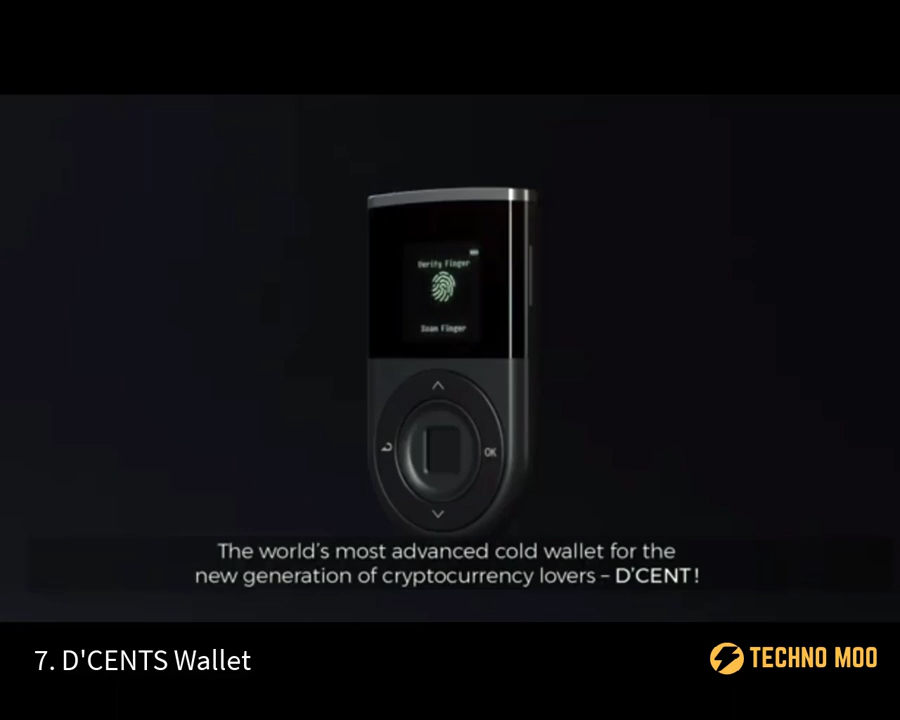 Verify Finger
Scan Finger
OK
The world's most advanced cold wallet for the
new generation of cryptocurrency lovers – D'CENT!
7. D'CENTS Wallet
TECHNO MOO